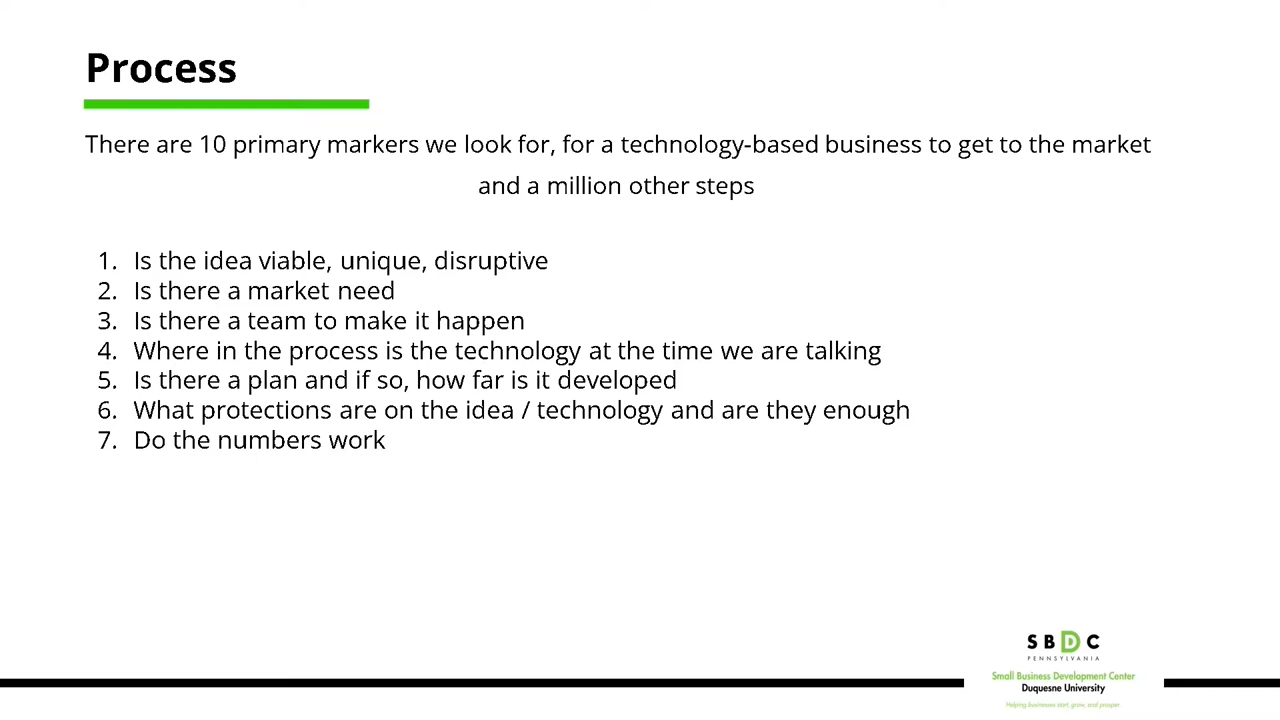 Process
There are 10 primary markers we look for, for a technology-based business to get to the market
and a million other steps
1. Is the idea viable, unique, disruptive
2. Is there a market need
3. Is there a team to make it happen
4. Where in the process is the technology at the time we are talking
5. Is there a plan and if so, how far is it developed
6. What protections are on the idea / technology and are they enough
7. Do the numbers work
SBDC
PENNSYLVANIA
Small Business Development Center
Duquesne University
Helping businesses start, grow, and prosper